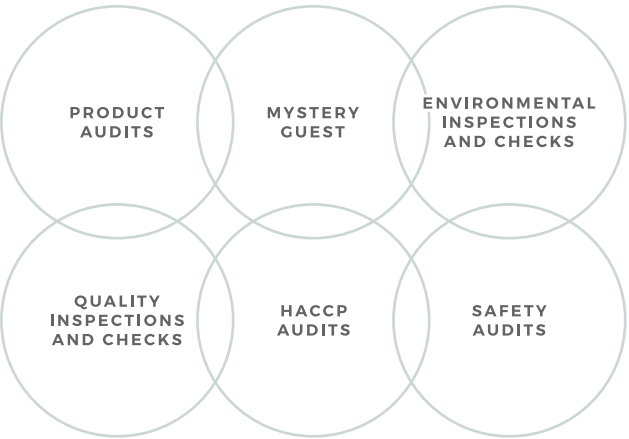 PRODUCT
AUDITS
MYSTERY
GUEST
ENVIRONMENTAL
INSPECTIONS
AND CHECKS
QUALITY
INSPECTIONS
AND CHECKS
HACCP
AUDITS
SAFETY
AUDITS